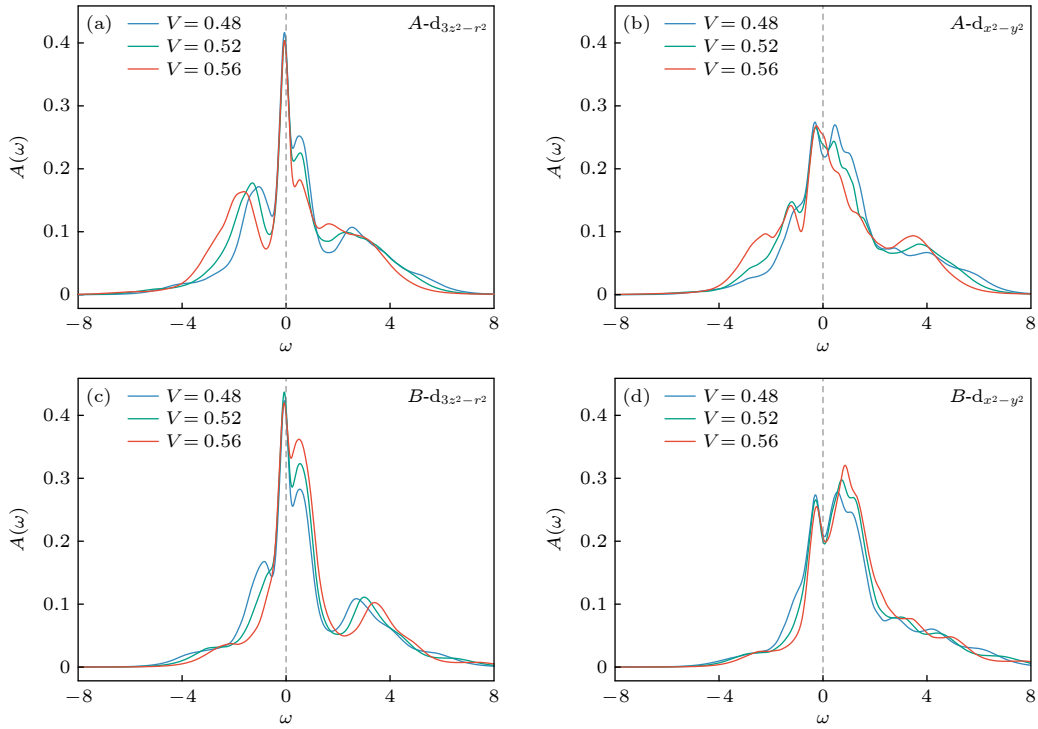 (a) V = 0.48 A-d₃z²−r²
V = 0.52
V = 0.56
0.4
0.3
0.2
0.1
0
A(ω)
−8 −4 0 4 8
ω
(b) V = 0.48 A-dx²−y²
V = 0.52
V = 0.56
0.4
0.3
0.2
0.1
0
A(ω)
−8 −4 0 4 8
ω
(c) V = 0.48 B-d₃z²−r²
V = 0.52
V = 0.56
0.4
0.3
0.2
0.1
0
A(ω)
−8 −4 0 4 8
ω
(d) V = 0.48 B-dx²−y²
V = 0.52
V = 0.56
0.4
0.3
0.2
0.1
0
A(ω)
−8 −4 0 4 8
ω